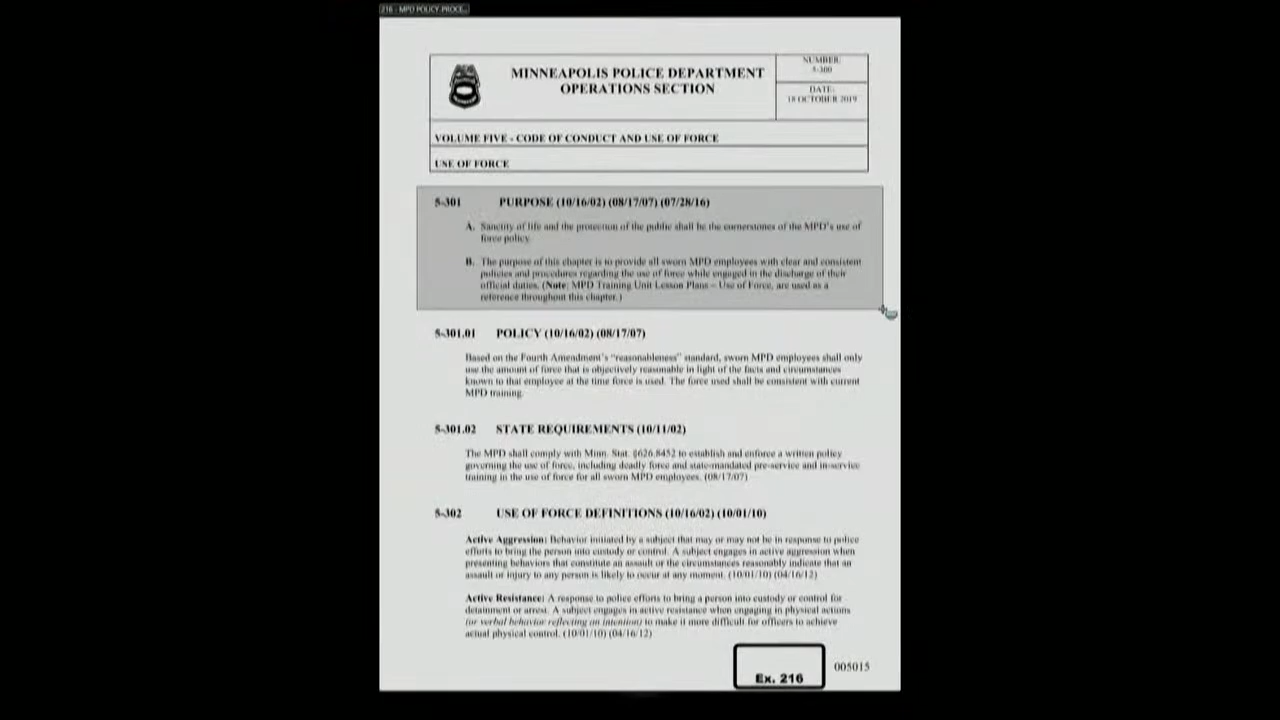 216 - MPD POLICY-PROCE...
MINNEAPOLIS POLICE DEPARTMENT
OPERATIONS SECTION
NUMBER:
5-300
DATE:
18 OCTOBER 2019
VOLUME FIVE - CODE OF CONDUCT AND USE OF FORCE
USE OF FORCE
5-301 PURPOSE (10/16/02) (08/17/07) (07/28/16)
A. Sanctity of life and the protection of the public shall be the cornerstones of the MPD's use of
force policy.
B. The purpose of this chapter is to provide all sworn MPD employees with clear and consistent
policies and procedures regarding the use of force while engaged in the discharge of their
official duties. (Note: MPD Training Unit Lesson Plans – Use of Force, are used as a
reference throughout this chapter.)
5-301.01 POLICY (10/16/02) (08/17/07)
Based on the Fourth Amendment's "reasonableness" standard, sworn MPD employees shall only
use the amount of force that is objectively reasonable in light of the facts and circumstances
known to that employee at the time force is used. The force used shall be consistent with current
MPD training.
5-301.02 STATE REQUIREMENTS (10/11/02)
The MPD shall comply with Minn. Stat. §626.8452 to establish and enforce a written policy
governing the use of force, including deadly force and state-mandated pre-service and in-service
training in the use of force for all sworn MPD employees. (08/17/07)
5-302 USE OF FORCE DEFINITIONS (10/16/02) (10/01/10)
Active Aggression: Behavior initiated by a subject that may or may not be in response to police
efforts to bring the person into custody or control. A subject engages in active aggression when
presenting behaviors that constitute an assault or the circumstances reasonably indicate that an
assault or injury to any person is likely to occur at any moment. (10/01/10) (04/16/12)
Active Resistance: A response to police efforts to bring a person into custody or control for
detainment or arrest. A subject engages in active resistance when engaging in physical actions
(or verbal behavior reflecting an intention) to make it more difficult for officers to achieve
actual physical control. (10/01/10) (04/16/12)
Ex. 216
005015